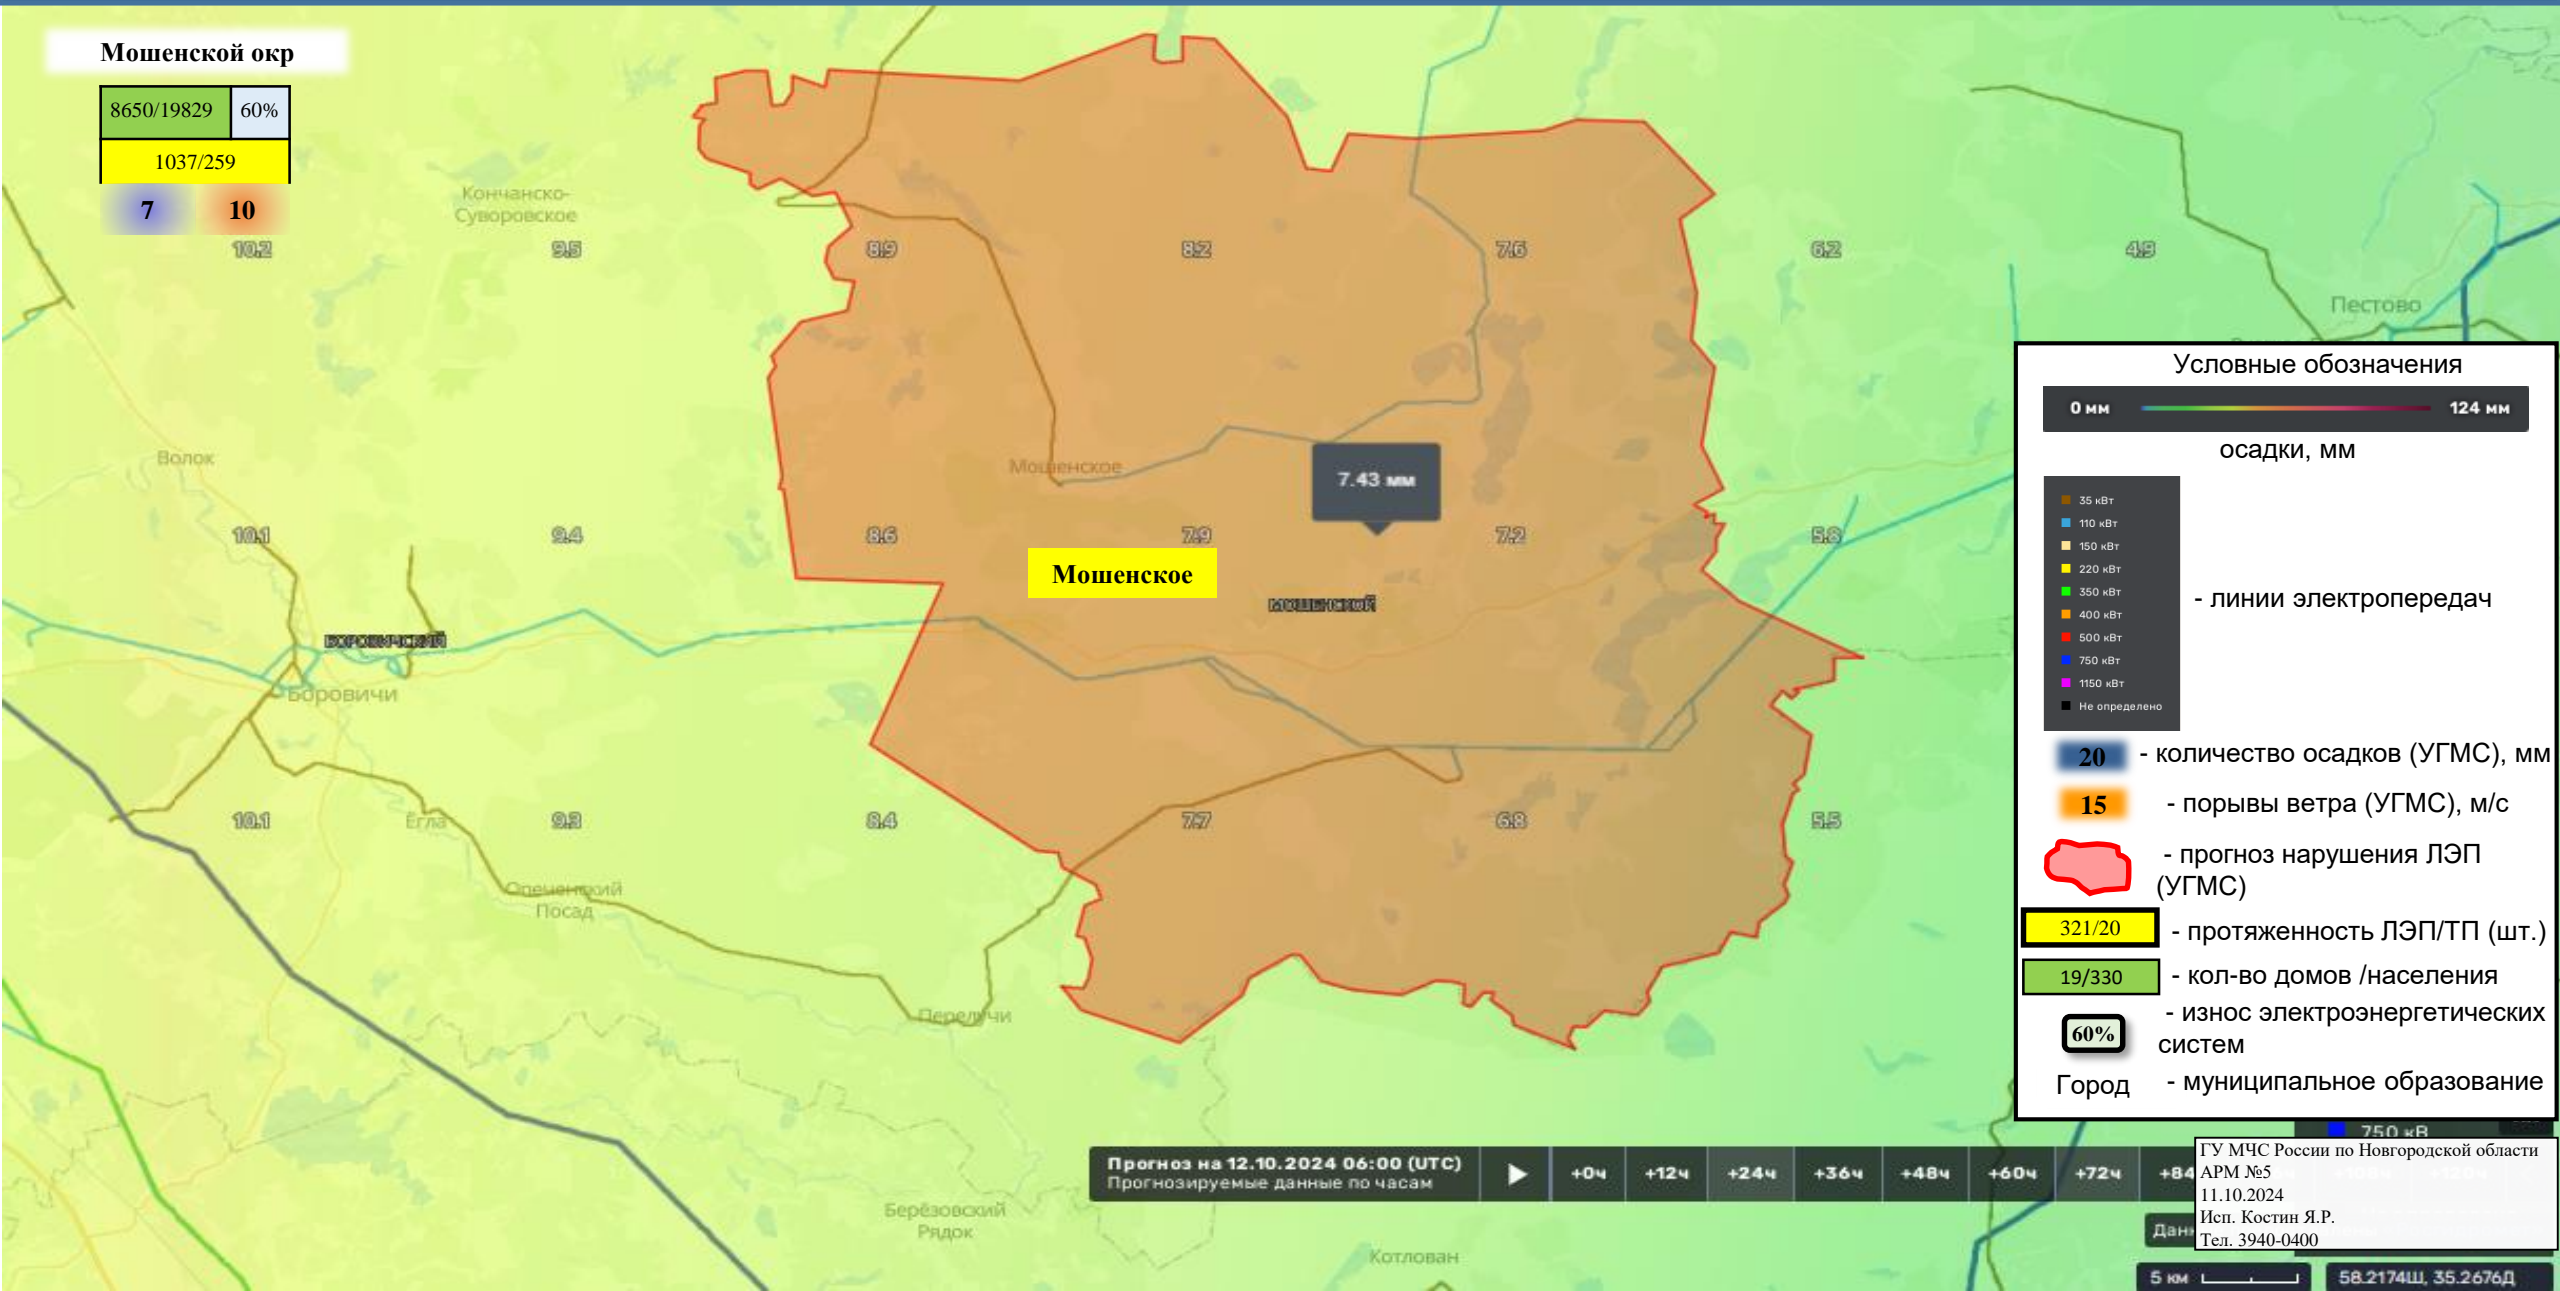 Мошенской окр
8650/19829 60%
1037/259
7 10
Кончанско-
Суворовское
10.2 9.5 8.9 8.2 7.6 6.2 4.9
Пестово
Условные обозначения
0 мм 124 мм
осадки, мм
Волок
Мошенское
7.43 мм
35 кВт
110 кВт
150 кВт
220 кВт
350 кВт
400 кВт
500 кВт
750 кВт
1150 кВт
Не определено
- линии электропередач
10.1 9.4 8.6 7.9 7.2 5.8
Мошенское
МОШЕНСКОЙ
БОРОВИЧСКИЙ
Боровичи
20 - количество осадков (УГМС), мм
15 - порывы ветра (УГМС), м/с
10.1 9.3 8.4 7.7 6.8 5.5
Ёгла
- прогноз нарушения ЛЭП
(УГМС)
Опеченский
Посад
321/20 - протяженность ЛЭП/ТП (шт.)
19/330 - кол-во домов /населения
Перелучи
60% - износ электроэнергетических
систем
Город - муниципальное образование
750 кВ
Прогноз на 12.10.2024 06:00 (UTC)
Прогнозируемые данные по часам
+0ч +12ч +24ч +36ч +48ч +60ч +72ч +84
ГУ МЧС России по Новгородской области
АРМ №5
11.10.2024
Исп. Костин Я.Р.
Тел. 3940-0400
Берёзовский
Рядок
Котлован
Дан
5 км
58.2174Ш, 35.2676Д